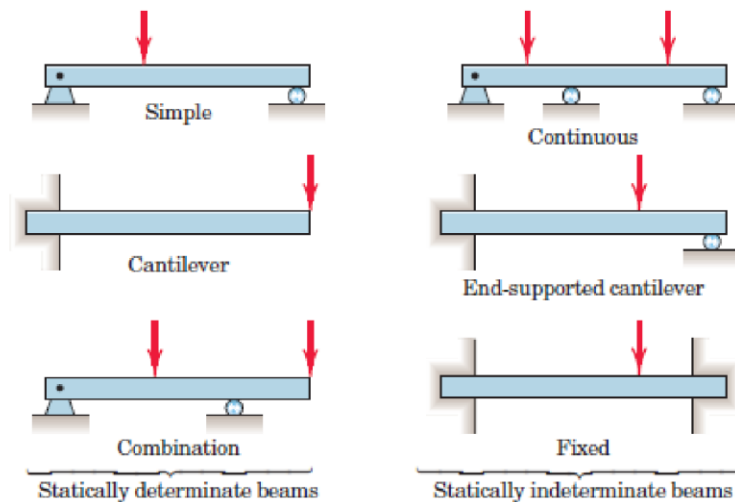 Simple
Continuous
Cantilever
End-supported cantilever
Combination
Fixed
Statically determinate beams
Statically indeterminate beams